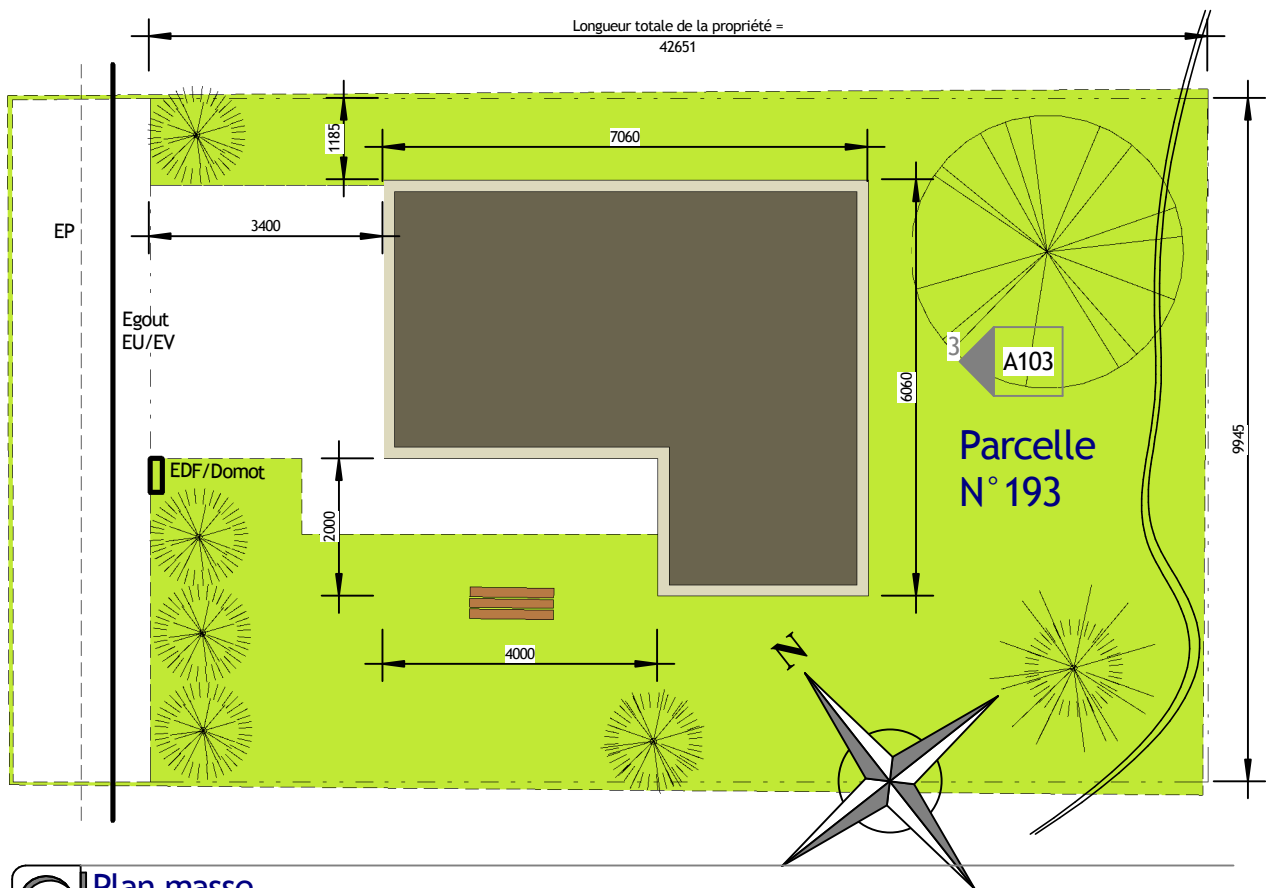 Longueur totale de la propriété =
42651
1185
7060
EP
3400
Egout
EU/EV
3
A103
6060
9945
Parcelle
N°193
EDF/Domot
2000
4000
N
Plan masse